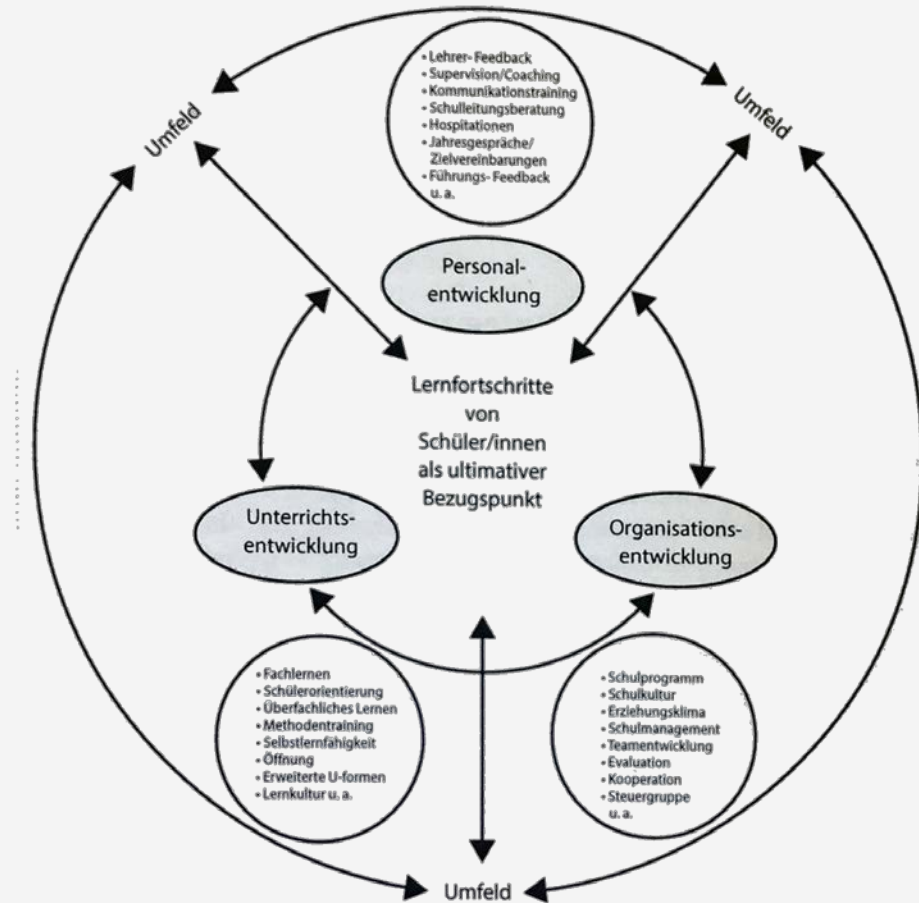 • Lehrer- Feedback
• Supervision/Coaching
• Kommunikationstraining
• Schulleitungsberatung
• Hospitationen
• Jahresgespräche/
Zielvereinbarungen
• Führungs- Feedback
u. a.
Umfeld
Umfeld
Personal-
entwicklung
Lernfortschritte
von
Schüler/innen
als ultimativer
Bezugspunkt
Unterrichts-
entwicklung
Organisations-
entwicklung
• Fachlernen
• Schülerorientierung
• Überfachliches Lernen
• Methodentraining
• Selbstlernfähigkeit
• Öffnung
• Erweiterte U-formen
• Lernkultur u. a.
• Schulprogramm
• Schulkultur
• Erziehungsklima
• Schulmanagement
• Teamentwicklung
• Evaluation
• Kooperation
• Steuergruppe
u. a.
Umfeld